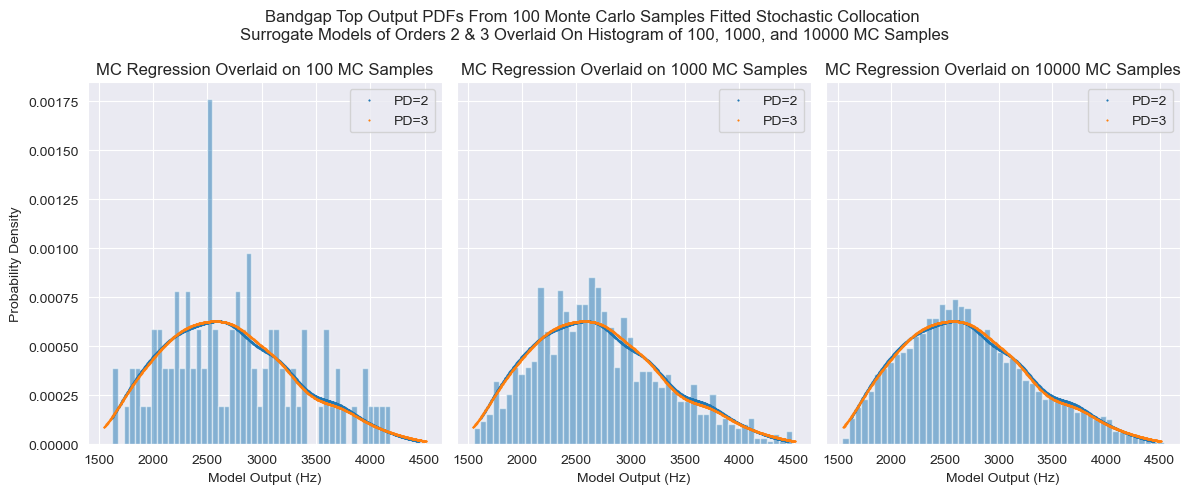 Bandgap Top Output PDFs From 100 Monte Carlo Samples Fitted Stochastic Collocation
Surrogate Models of Orders 2 & 3 Overlaid On Histogram of 100, 1000, and 10000 MC Samples
MC Regression Overlaid on 100 MC Samples
MC Regression Overlaid on 1000 MC Samples
MC Regression Overlaid on 10000 MC Samples
PD=2
PD=3
PD=2
PD=3
PD=2
PD=3
Probability Density
0.00175
0.00150
0.00125
0.00100
0.00075
0.00050
0.00025
0.00000
1500 2000 2500 3000 3500 4000 4500
1500 2000 2500 3000 3500 4000 4500
1500 2000 2500 3000 3500 4000 4500
Model Output (Hz)
Model Output (Hz)
Model Output (Hz)